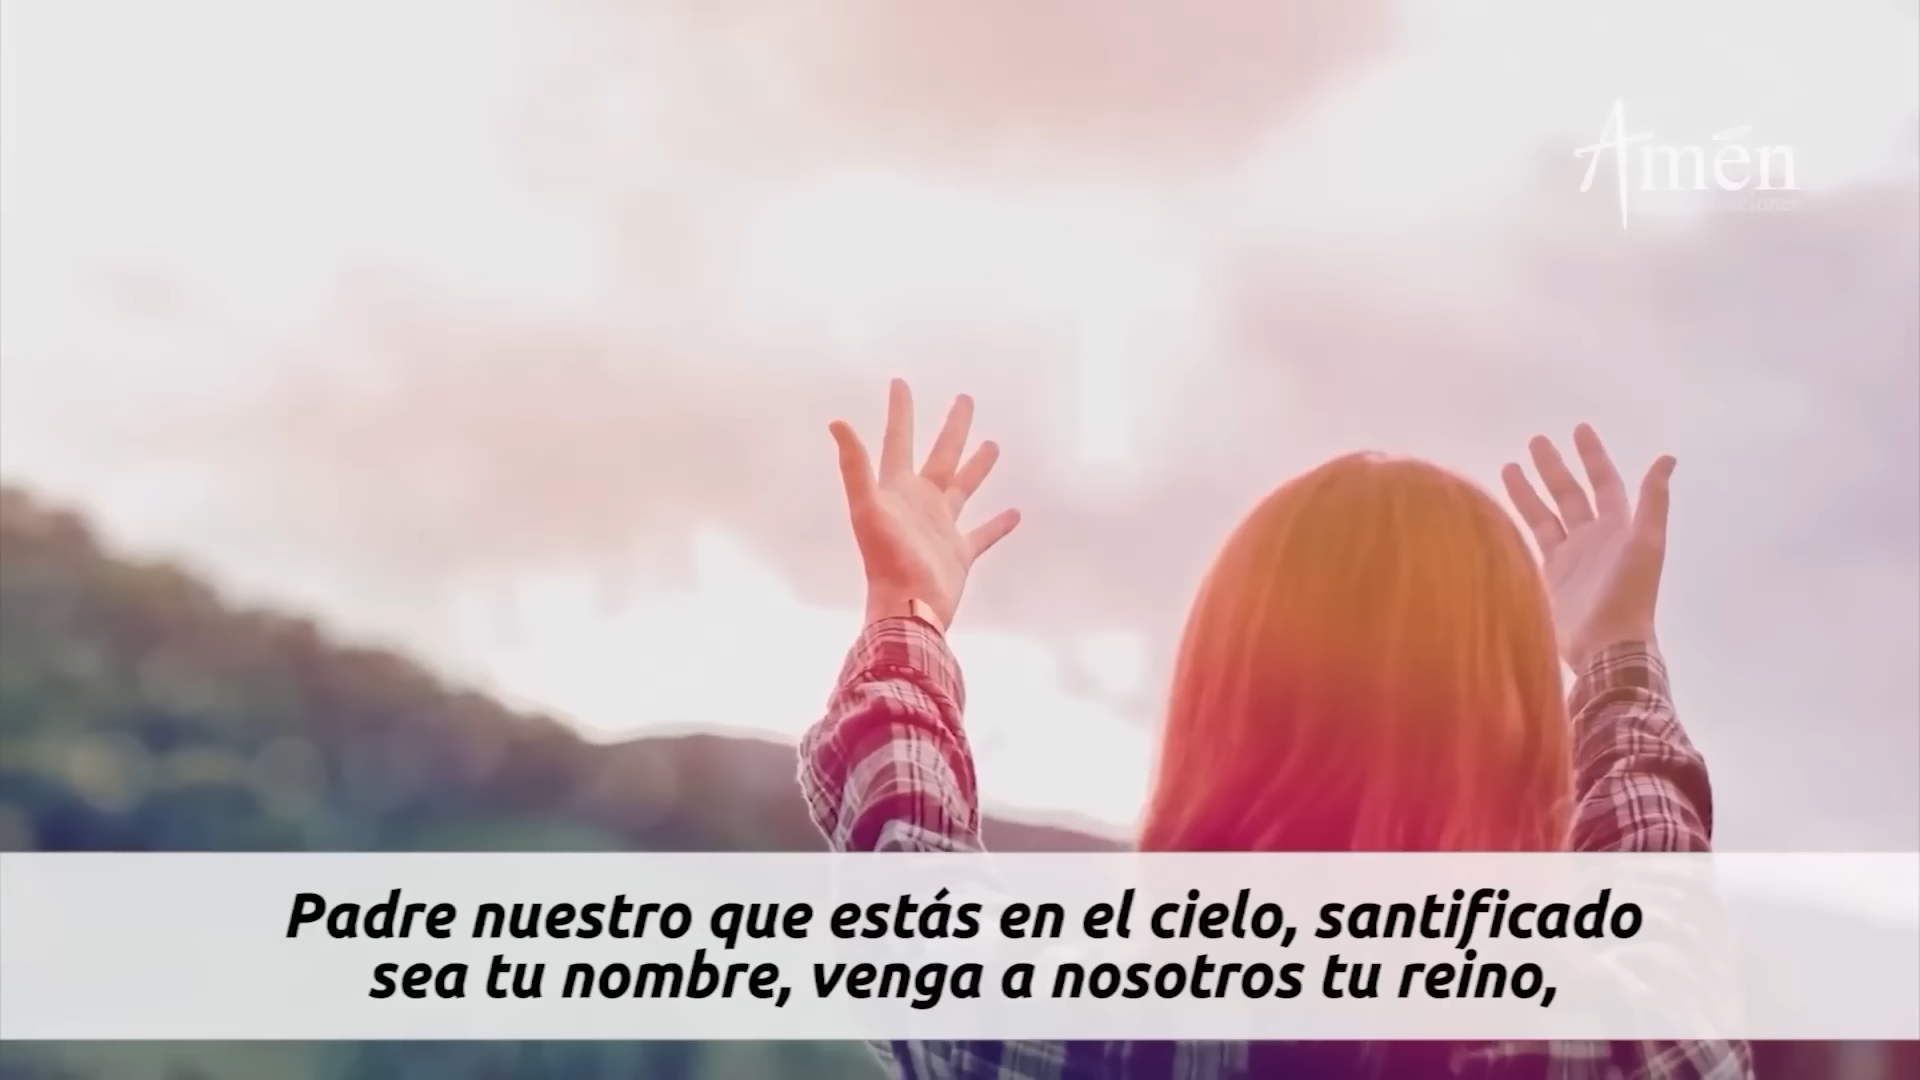 Amén
Padre nuestro que estás en el cielo, santificado
sea tu nombre, venga a nosotros tu reino,